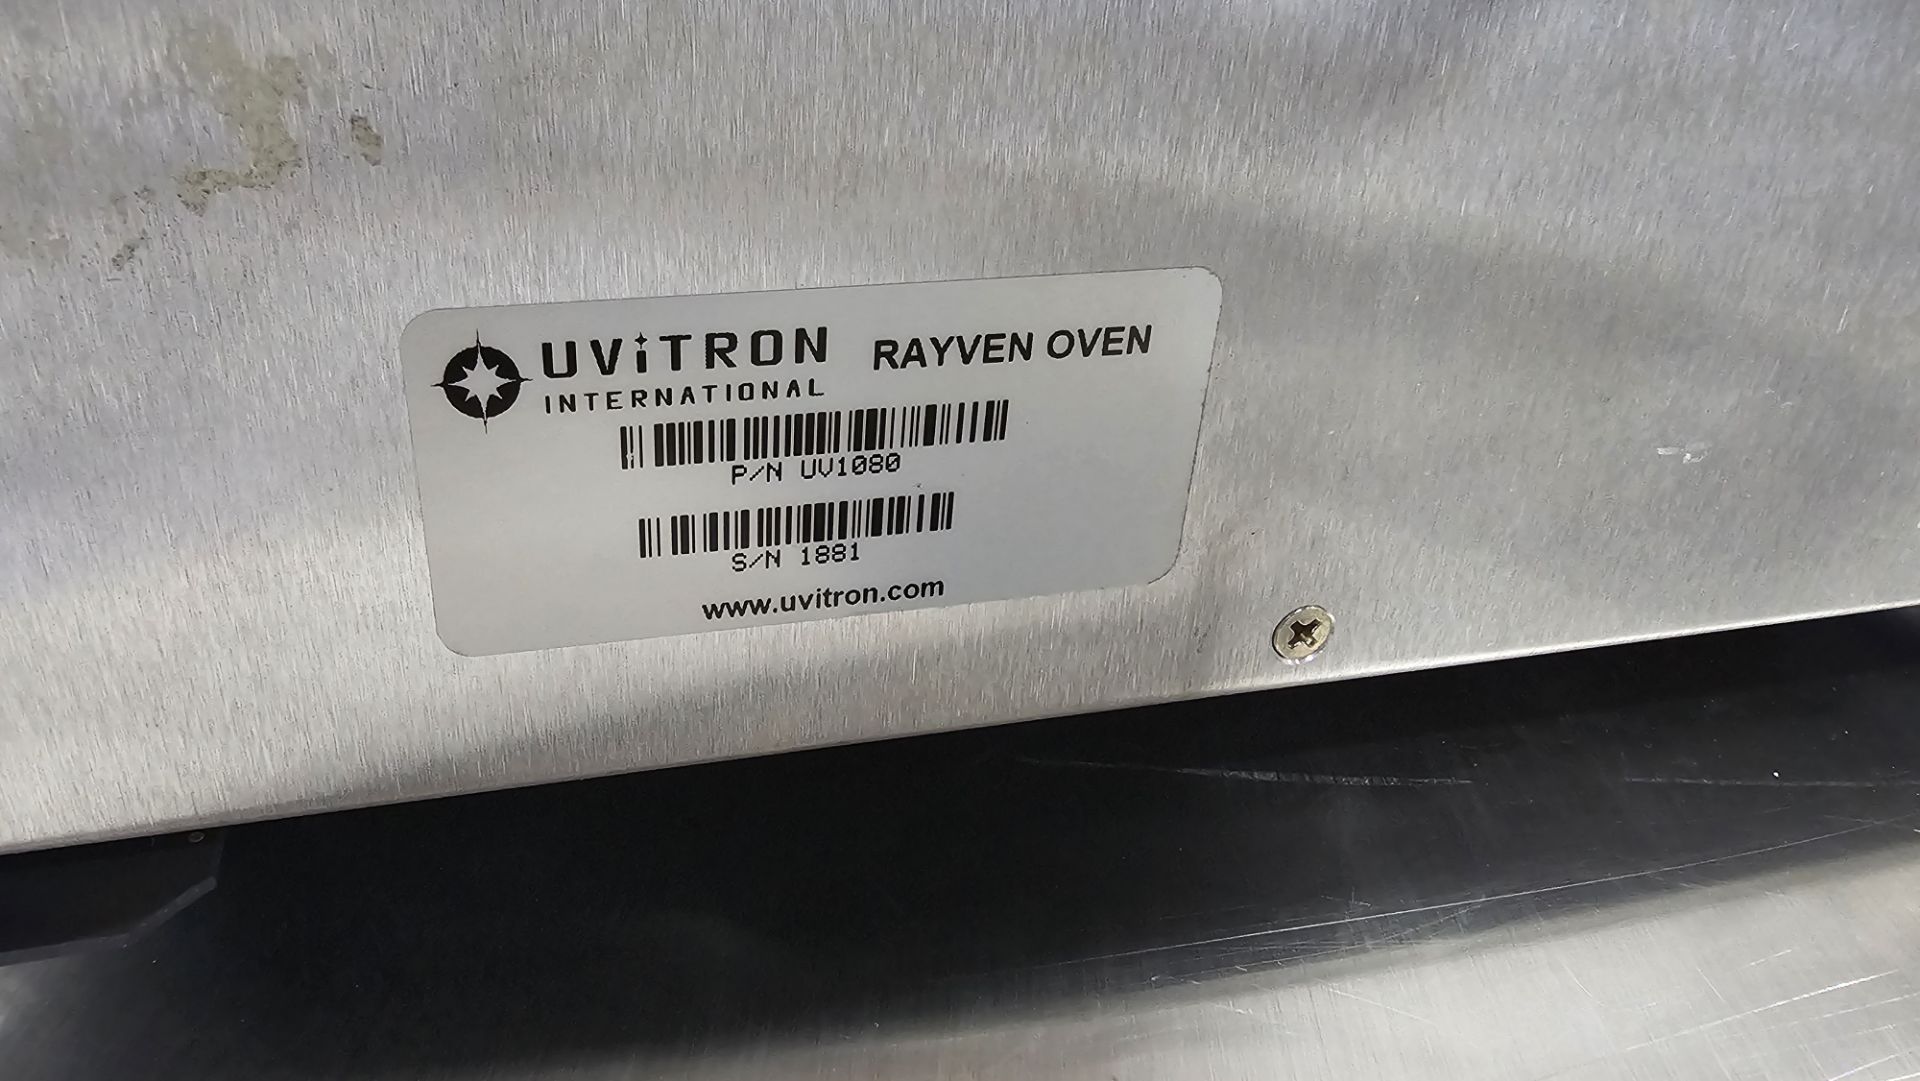 UViTRON RAYVEN OVEN
INTERNATIONAL
P/N UV1080
S/N 1881
www.uvitron.com